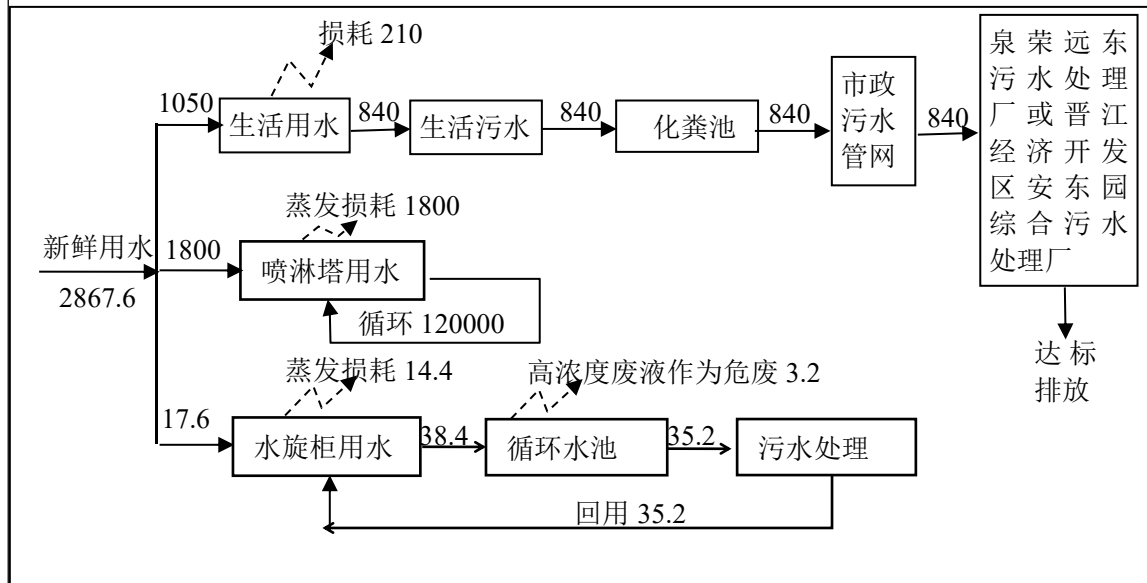 损耗 210
1050
生活用水
840
生活污水
840
化粪池
840
市政
污水
管网
840
泉荣远东
污水处理
厂或晋江
经济开发
区安东园
综合污水
处理厂
达标
排放
新鲜用水
2867.6
蒸发损耗 1800
1800
喷淋塔用水
循环 120000
蒸发损耗 14.4
17.6
水旋柜用水
38.4
高浓度废液作为危废 3.2
循环水池
35.2
污水处理
回用 35.2